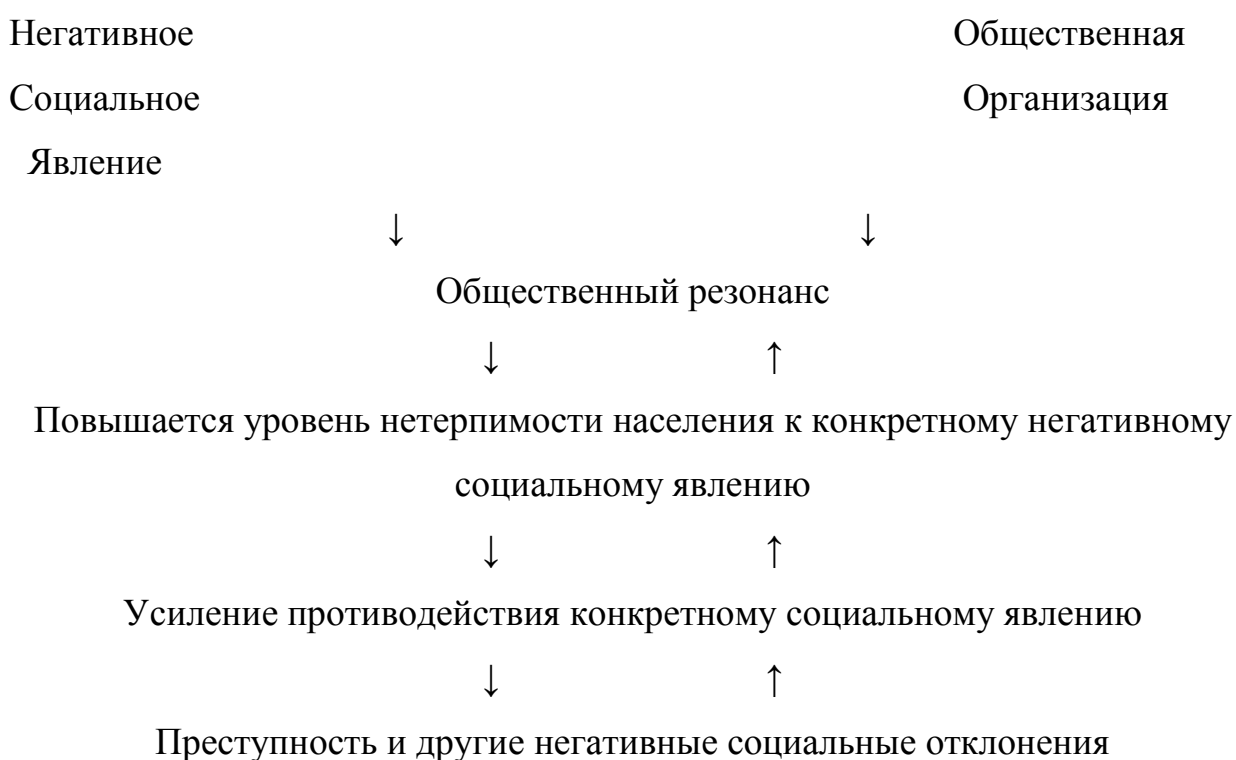 Негативное Общественная
Социальное Организация
Явление
↓ ↓
Общественный резонанс
↓ ↑
Повышается уровень нетерпимости населения к конкретному негативному
социальному явлению
↓ ↑
Усиление противодействия конкретному социальному явлению
↓ ↑
Преступность и другие негативные социальные отклонения